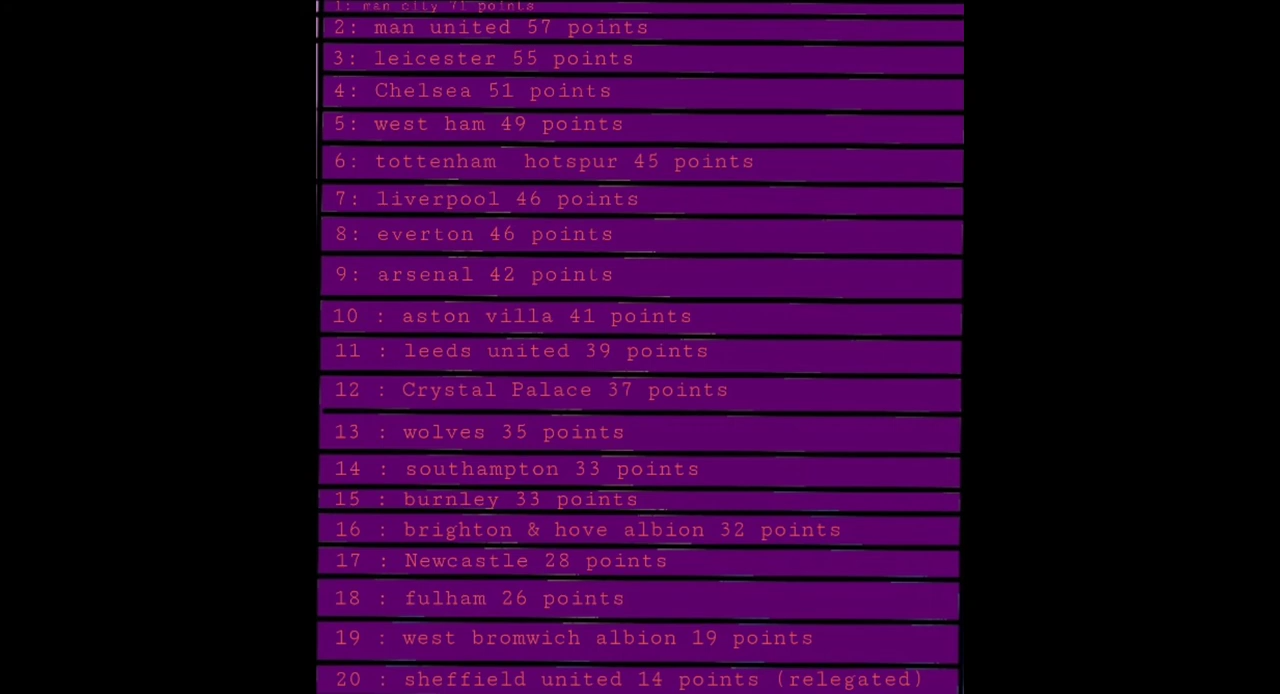 1: man city 71 points
2: man united 57 points
3: leicester 55 points
4: Chelsea 51 points
5: west ham 49 points
6: tottenham  hotspur 45 points
7: liverpool 46 points
8: everton 46 points
9: arsenal 42 points
10 : aston villa 41 points
11 : leeds united 39 points
12 : Crystal Palace 37 points
13 : wolves 35 points
14 : southampton 33 points
15 : burnley 33 points
16 : brighton & hove albion 32 points
17 : Newcastle 28 points
18 : fulham 26 points
19 : west bromwich albion 19 points
20 : sheffield united 14 points (relegated)